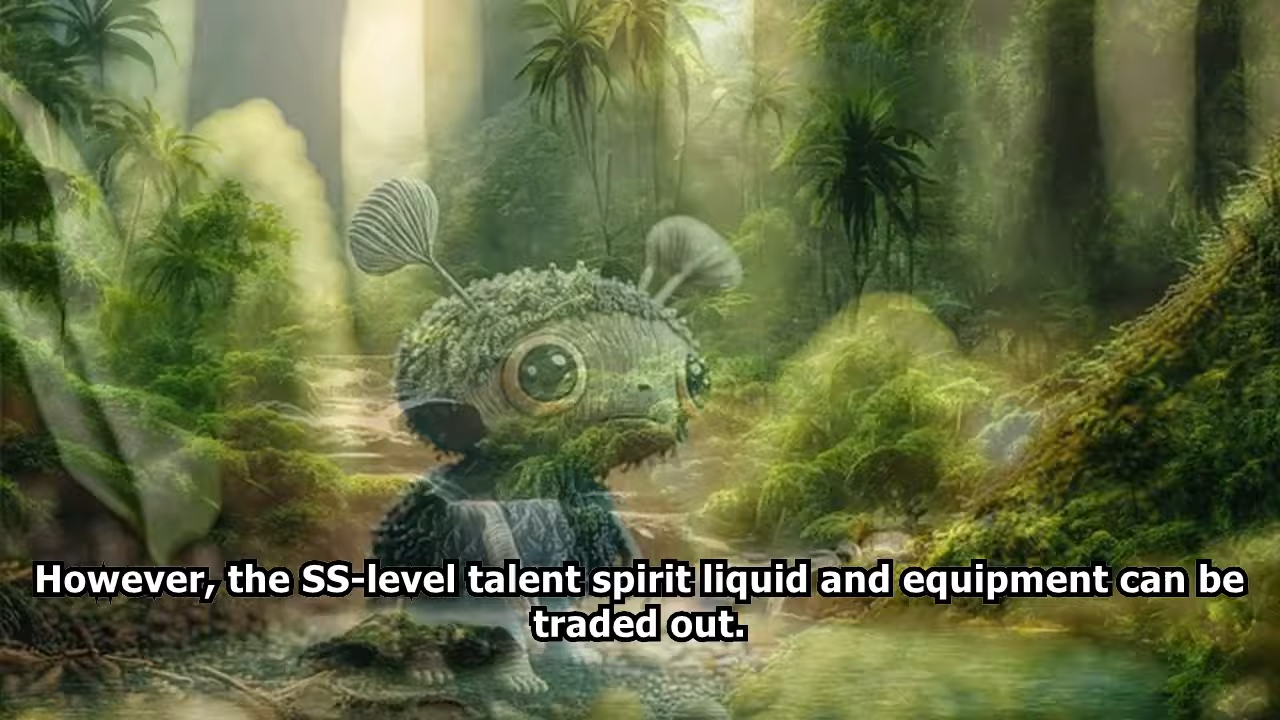 However, the SS-level talent spirit liquid and equipment can be
traded out.